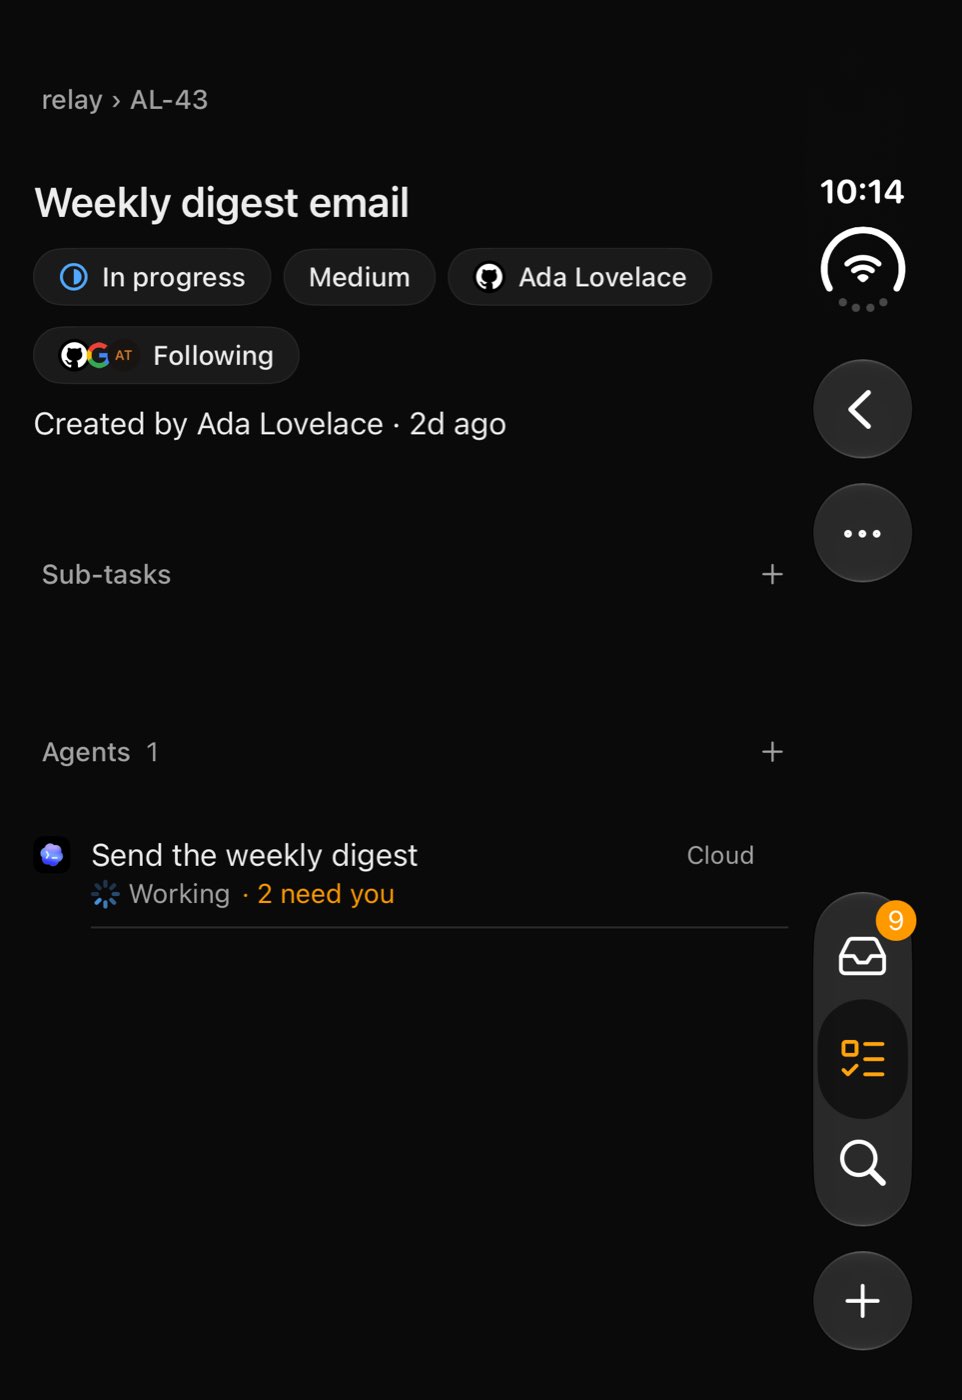 relay › AL-43
Weekly digest email
10:14
In progress
Medium
Ada Lovelace
AT
Following
Created by Ada Lovelace · 2d ago
Sub-tasks
Agents 1
Send the weekly digest
Cloud
Working · 2 need you
9